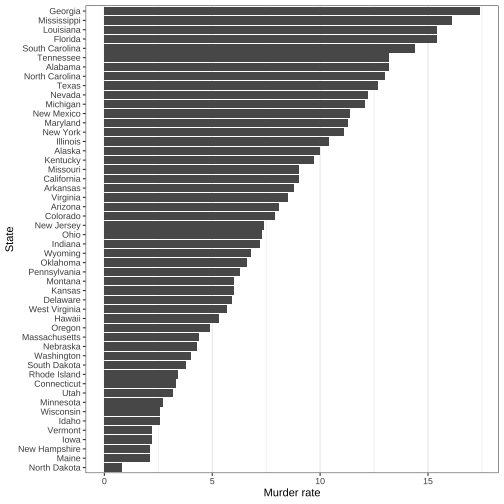 Georgia
Mississippi
Louisiana
Florida
South Carolina
Tennessee
Alabama
North Carolina
Texas
Nevada
Michigan
New Mexico
Maryland
New York
Illinois
Alaska
Kentucky
Missouri
California
Arkansas
Virginia
Arizona
Colorado
New Jersey
Ohio
Indiana
Wyoming
Oklahoma
Pennsylvania
Montana
Kansas
Delaware
West Virginia
Hawaii
Oregon
Massachusetts
Nebraska
Washington
South Dakota
Rhode Island
Connecticut
Utah
Minnesota
Wisconsin
Idaho
Vermont
Iowa
New Hampshire
Maine
North Dakota
State
0 5 10 15
Murder rate